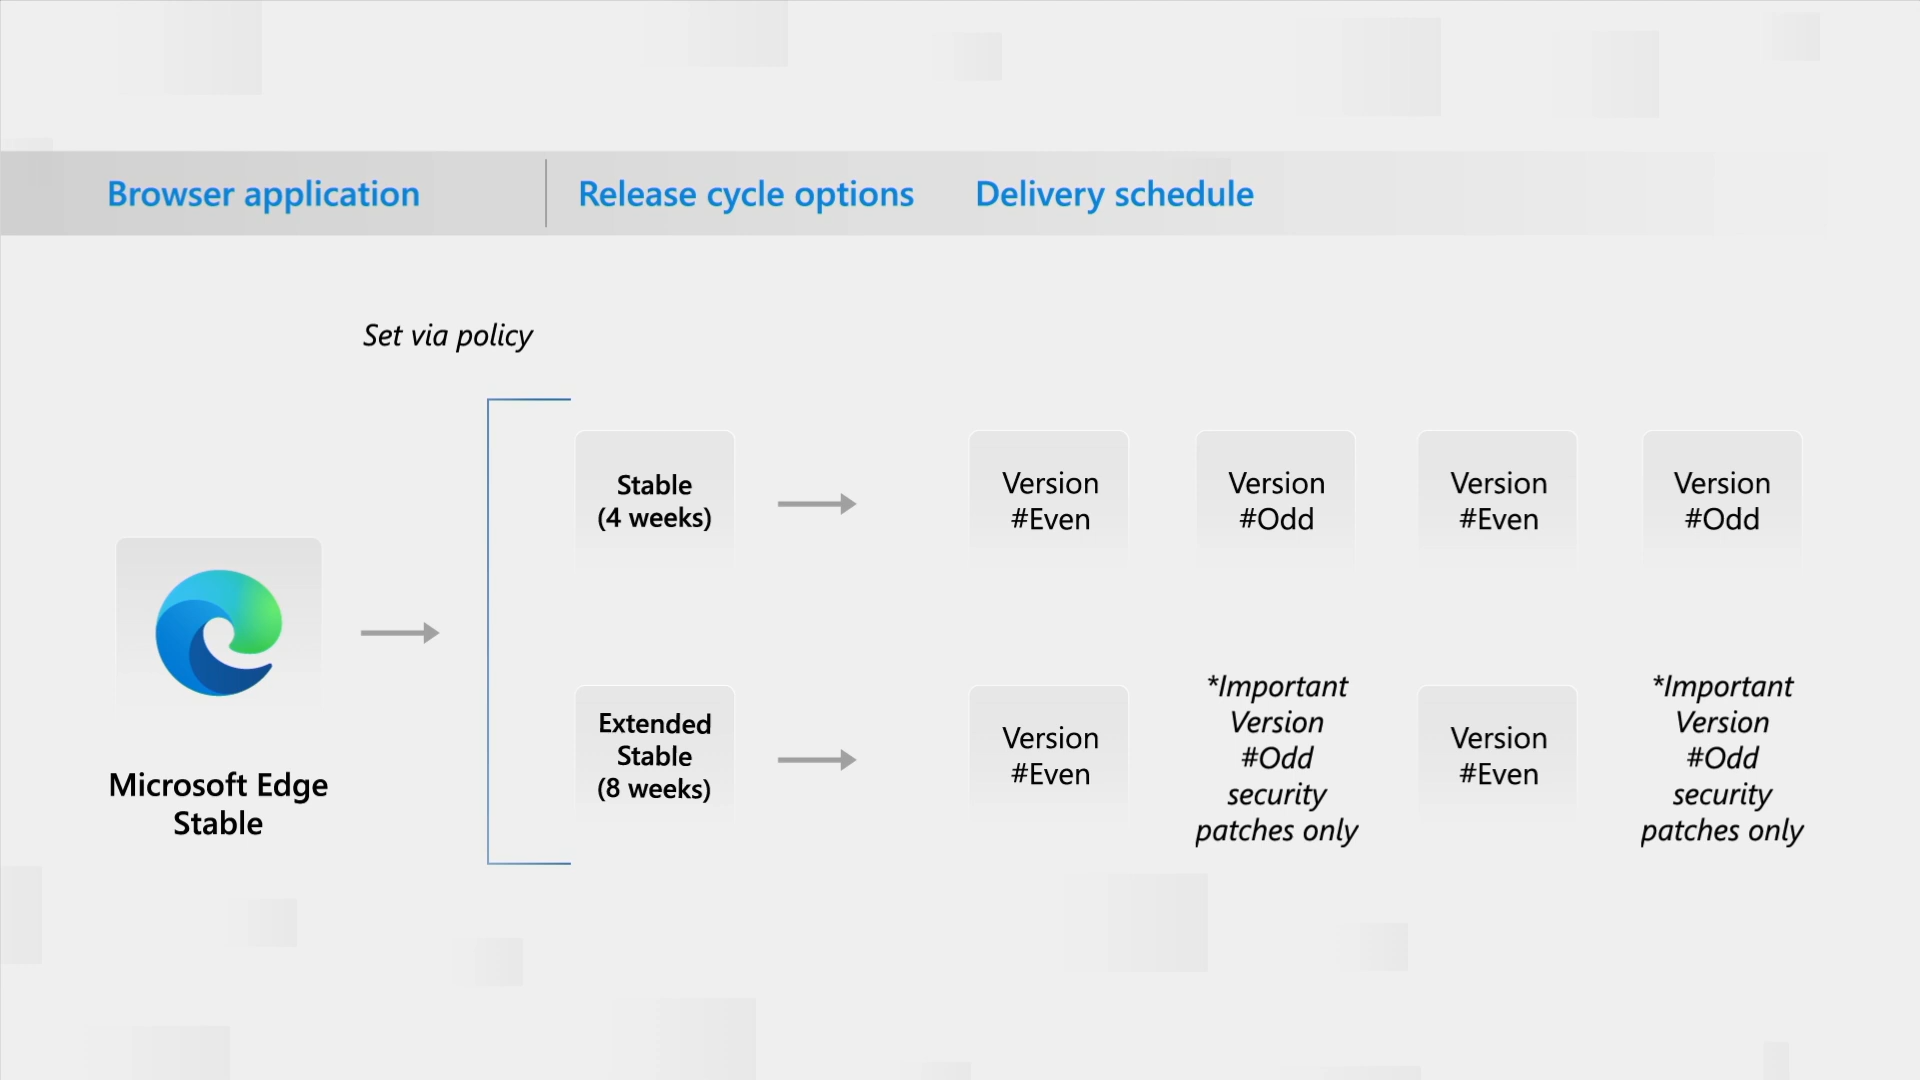 Browser application
Release cycle options
Delivery schedule
Set via policy
Microsoft Edge
Stable
Stable
(4 weeks)
Version
#Even
Version
#Odd
Version
#Even
Version
#Odd
Extended
Stable
(8 weeks)
Version
#Even
*Important
Version
#Odd
security
patches only
Version
#Even
*Important
Version
#Odd
security
patches only